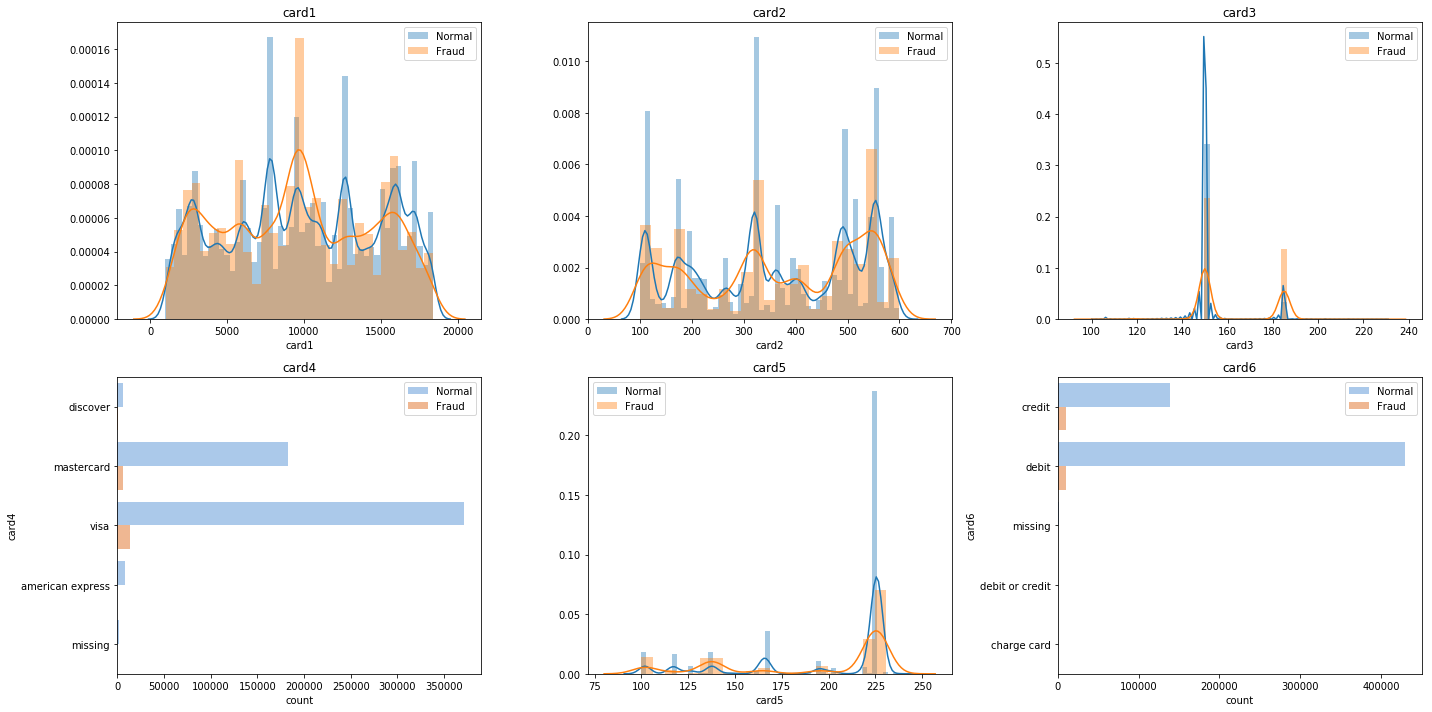 card1
Normal
Fraud
0.00016
0.00014
0.00012
0.00010
0.00008
0.00006
0.00004
0.00002
0.00000
0 5000 10000 15000 20000
card1
card2
Normal
Fraud
0.010
0.008
0.006
0.004
0.002
0.000
0 100 200 300 400 500 600 700
card2
card3
Normal
Fraud
0.5
0.4
0.3
0.2
0.1
0.0
100 120 140 160 180 200 220 240
card3
card4
Normal
Fraud
card4
discover
mastercard
visa
american express
missing
0 50000 100000 150000 200000 250000 300000 350000
count
card5
Normal
Fraud
0.20
0.15
0.10
0.05
0.00
75 100 125 150 175 200 225 250
card5
card6
Normal
Fraud
card6
credit
debit
missing
debit or credit
charge card
0 100000 200000 300000 400000
count